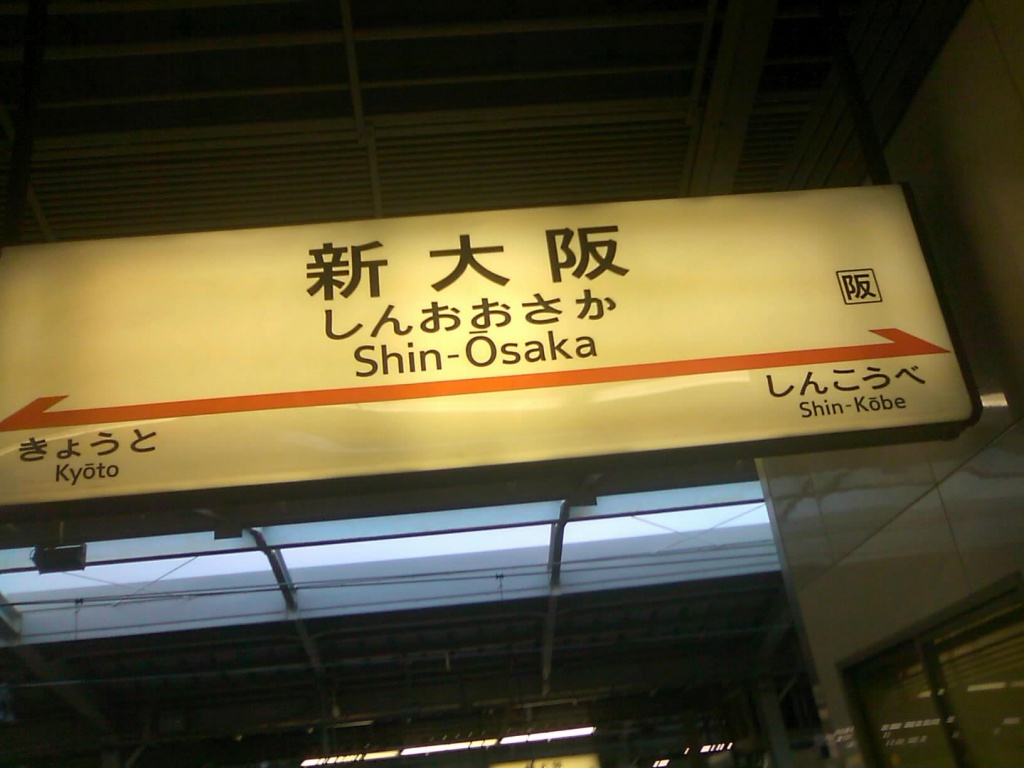 新大阪
阪
しんおおさか
Shin-Ōsaka
きょうと
Kyōto
しんこうべ
Shin-Kōbe